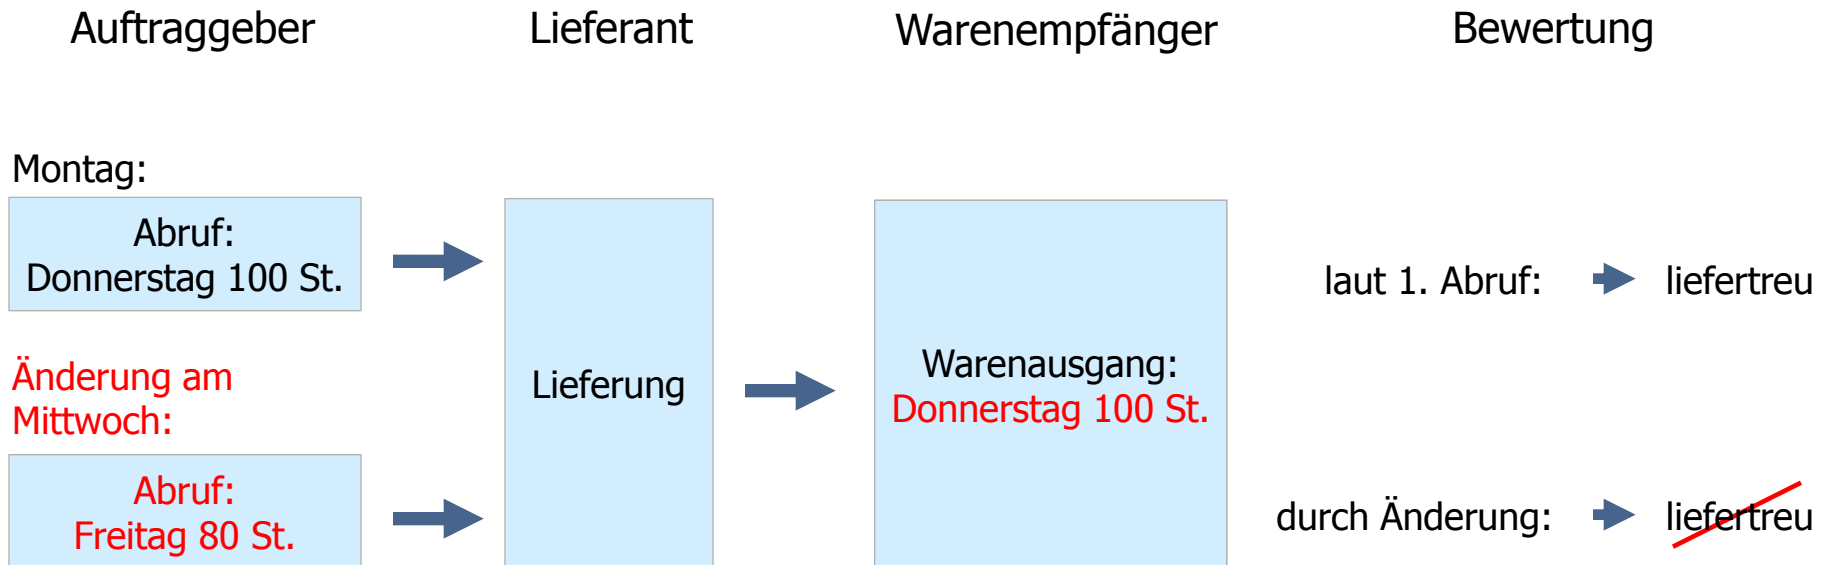 Auftraggeber
Lieferant
Warenempfänger
Bewertung
Montag:
Abruf:
Donnerstag 100 St.
Änderung am
Mittwoch:
Abruf:
Freitag 80 St.
Lieferung
Warenausgang:
Donnerstag 100 St.
laut 1. Abruf:
liefertreu
durch Änderung:
liefertreu